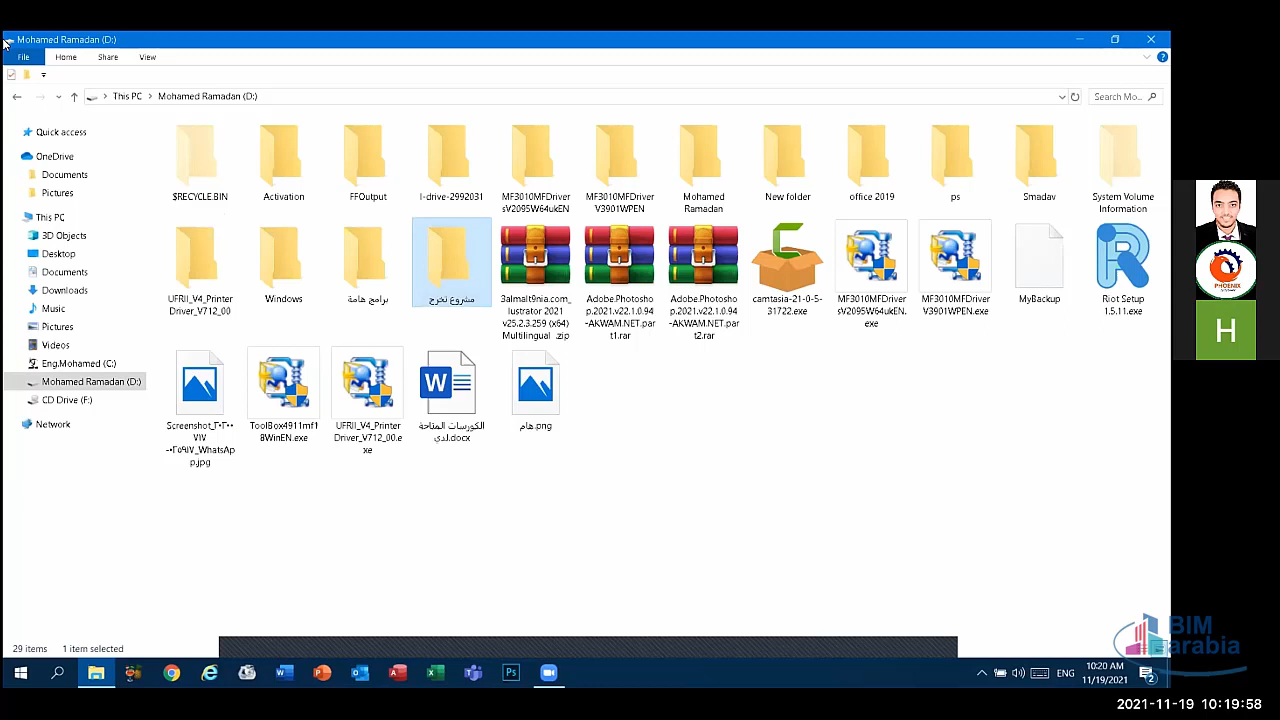 Mohamed Ramadan (D:)
File Home Share View
This PC > Mohamed Ramadan (D:)
Search Mo...
Quick access
OneDrive
Documents
Pictures
This PC
3D Objects
Desktop
Documents
Downloads
Music
Pictures
Videos
Eng.Mohamed (C:)
Mohamed Ramadan (D:)
CD Drive (F:)
Network
$RECYCLE.BIN
Activation
FFOutput
I-drive-2992031
MF3010MFDriver
sV2095W64ukEN
MF3010MFDriver
V3901WPEN
Mohamed
Ramadan
New folder
office 2019
ps
Smadav
System Volume
Information
UFRII_V4_Printer
Driver_V712_00
Windows
برامج هامة
مشروع تخرج
3almalt9nia.com_
Ilustrator 2021
v25.2.3.259 (x64)
Multilingual .zip
Adobe.Photosho
p.2021.v22.1.0.94
-AKWAM.NET.par
t1.rar
Adobe.Photosho
p.2021.v22.1.0.94
-AKWAM.NET.par
t2.rar
camtasia-21-0-5-
31722.exe
MF3010MFDriver
sV2095W64ukEN.
exe
MF3010MFDriver
V3901WPEN.exe
MyBackup
Riot Setup
1.5.11.exe
ToolBox4911mf1
8WinEN.exe
UFRII_V4_Printer
Driver_V712_00.e
xe
الكورسات المتاحة
لدي.docx
هام.png
29 items 1 item selected
PHOENIX
H
BIM
arabia
ENG
10:20 AM
11/19/2021
2
2021-11-19 10:19:58